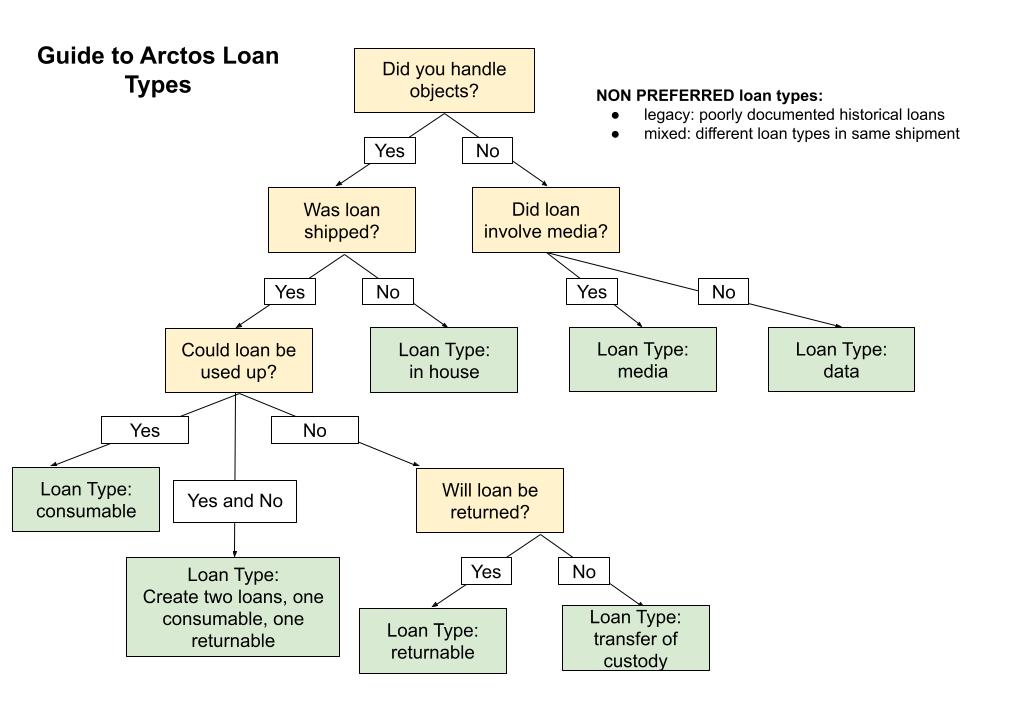 Guide to Arctos Loan
Types
Did you handle
objects?
NON PREFERRED loan types:
● legacy: poorly documented historical loans
● mixed: different loan types in same shipment
Yes
No
Was loan
shipped?
Did loan
involve media?
Yes
No
Yes
No
Could loan be
used up?
Loan Type:
in house
Loan Type:
media
Loan Type:
data
Yes
No
Loan Type:
consumable
Yes and No
Will loan be
returned?
Loan Type:
Create two loans, one
consumable, one
returnable
Yes
No
Loan Type:
returnable
Loan Type:
transfer of
custody